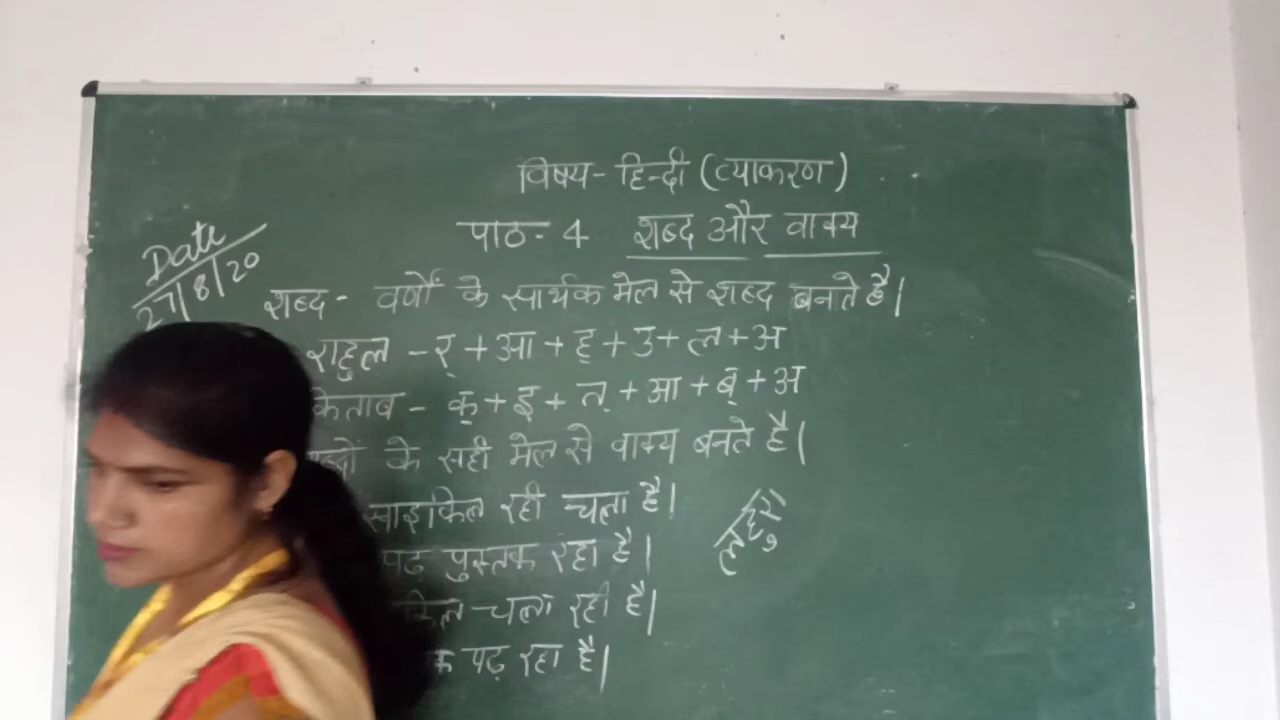 विषय- हिन्दी (व्याकरण)
पाठ- 4 शब्द और वाक्य
Date
27/8/20
शब्द - वर्णों के सार्थक मेल से शब्द बनते है।
राहुल - र् + आ + ह् + उ + ल + अ
किताब - क् + इ + त् + आ + ब् + अ
के सही मेल से वाक्य बनते है।
साइकिल रही चला है।
पढ पुस्तक रहा है।
चला रही है।
पढ़ रहा है।